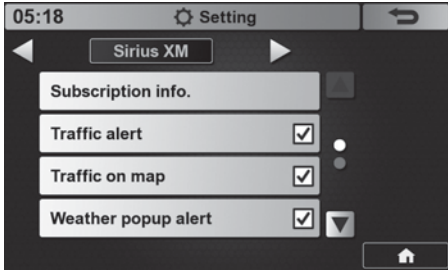 05:18 Setting
Sirius XM
Subscription info.
Traffic alert
Traffic on map
Weather popup alert